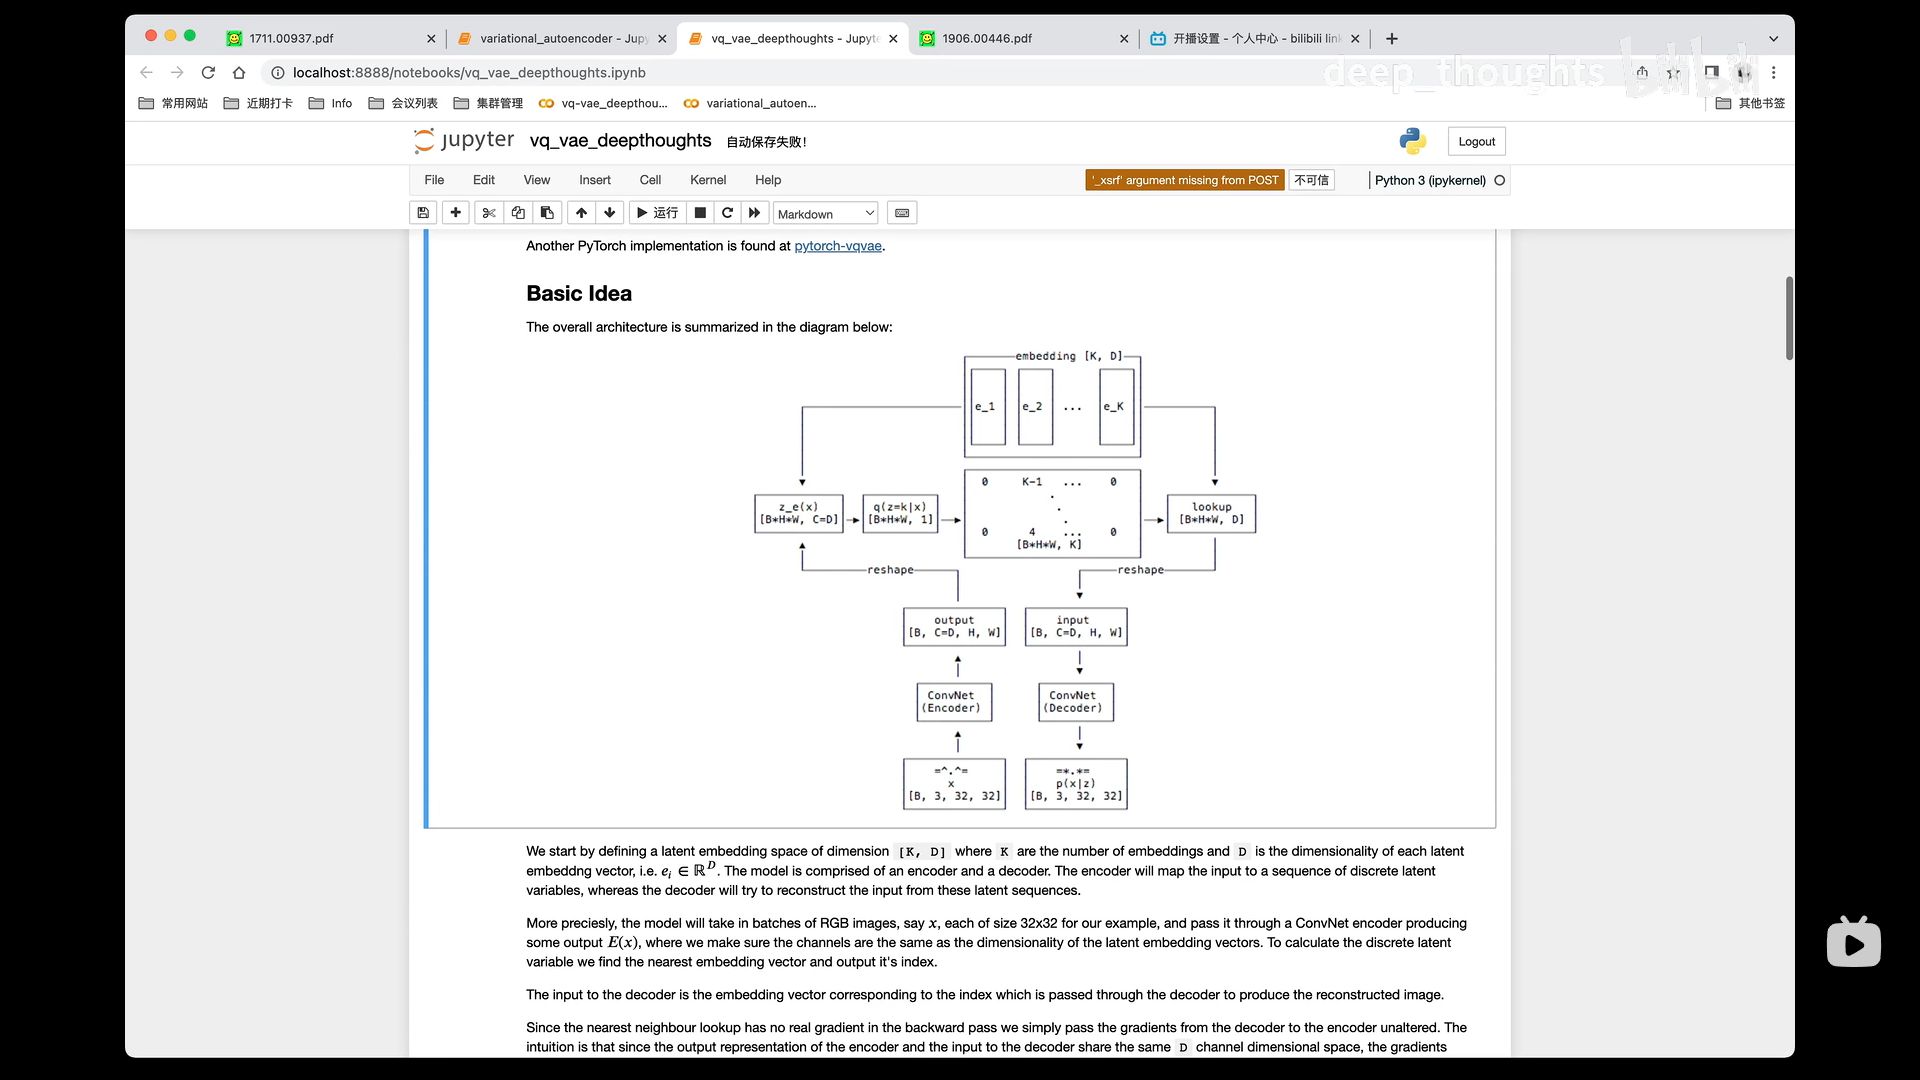 1711.00937.pdf
variational_autoencoder - Jupy
vq_vae_deepthoughts - Jupyte
1906.00446.pdf
开播设置 - 个人中心 - bilibili link
localhost:8888/notebooks/vq_vae_deepthoughts.ipynb
deep_thoughts bilibili
常用网站
近期打卡
Info
会议列表
集群管理
vq-vae_deepthou...
variational_autoen...
其他书签
jupyter vq_vae_deepthoughts 自动保存失败!
Logout
File Edit View Insert Cell Kernel Help
'_xsrf' argument missing from POST
不可信
Python 3 (ipykernel)
运行
Markdown
Another PyTorch implementation is found at pytorch-vqvae.
Basic Idea
The overall architecture is summarized in the diagram below:
embedding [K, D]
e_1 e_2 ... e_K
0 K-1 ... 0
.
.
.
0 4 ... 0
[B*H*W, K]
z_e(x)
[B*H*W, C=D]
q(z=k|x)
[B*H*W, 1]
lookup
[B*H*W, D]
reshape
reshape
output
[B, C=D, H, W]
input
[B, C=D, H, W]
ConvNet
(Encoder)
ConvNet
(Decoder)
=^.^=
x
[B, 3, 32, 32]
=*.*=
p(x|z)
[B, 3, 32, 32]
We start by defining a latent embedding space of dimension [K, D] where K are the number of embeddings and D is the dimensionality of each latent
embeddng vector, i.e. e_i ∈ ℝ^D. The model is comprised of an encoder and a decoder. The encoder will map the input to a sequence of discrete latent
variables, whereas the decoder will try to reconstruct the input from these latent sequences.
More preciesly, the model will take in batches of RGB images, say x, each of size 32x32 for our example, and pass it through a ConvNet encoder producing
some output E(x), where we make sure the channels are the same as the dimensionality of the latent embedding vectors. To calculate the discrete latent
variable we find the nearest embedding vector and output it's index.
The input to the decoder is the embedding vector corresponding to the index which is passed through the decoder to produce the reconstructed image.
Since the nearest neighbour lookup has no real gradient in the backward pass we simply pass the gradients from the decoder to the encoder unaltered. The
intuition is that since the output representation of the encoder and the input to the decoder share the same D channel dimensional space, the gradients